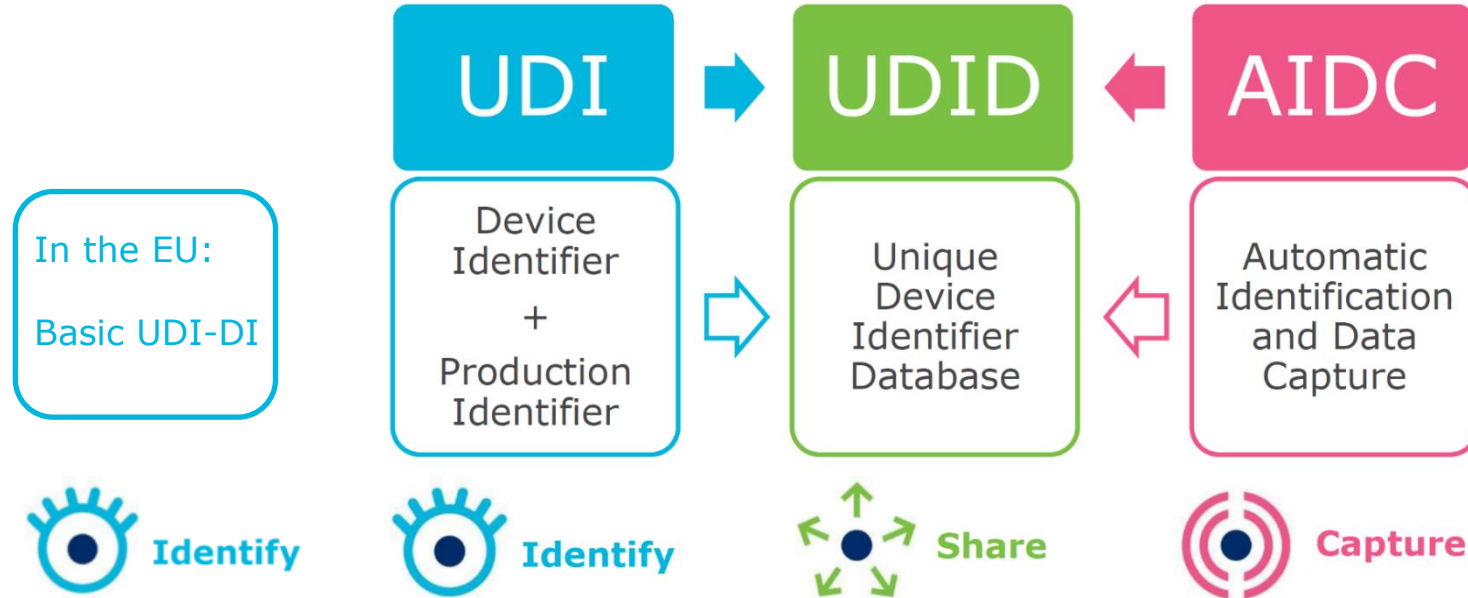 UDI
UDID
AIDC
In the EU:
Basic UDI-DI
Device
Identifier
+
Production
Identifier
Unique
Device
Identifier
Database
Automatic
Identification
and Data
Capture
Identify
Identify
Share
Capture